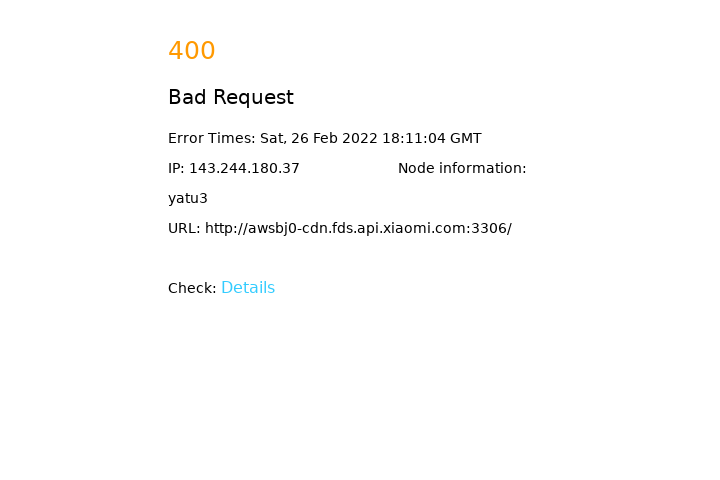 400
Bad Request
Error Times: Sat, 26 Feb 2022 18:11:04 GMT
IP: 143.244.180.37 Node information:
yatu3
URL: http://awsbj0-cdn.fds.api.xiaomi.com:3306/
Check: Details